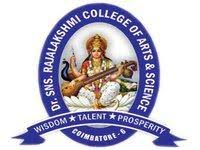 Dr. SNS. RAJALAKSHMI COLLEGE OF ARTS & SCIENCE
WISDOM ★ TALENT ★ PROSPERITY
COIMBATORE - 6